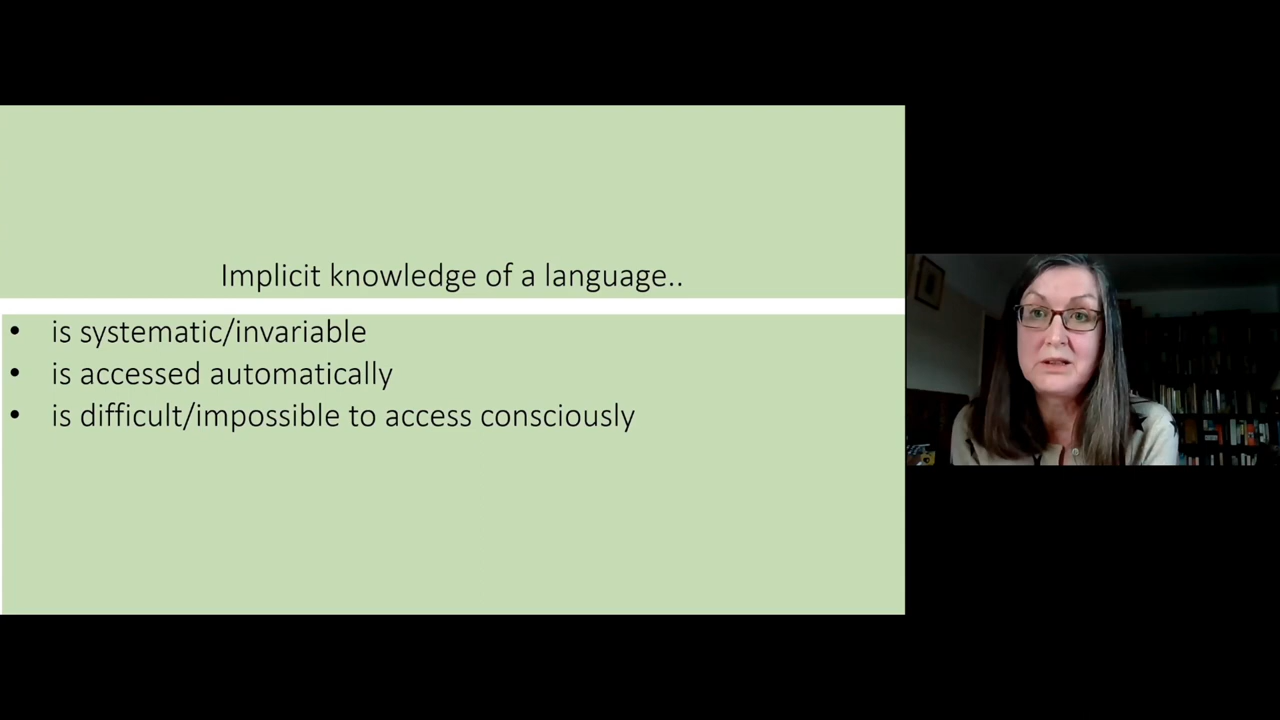 Implicit knowledge of a language..
• is systematic/invariable
• is accessed automatically
• is difficult/impossible to access consciously